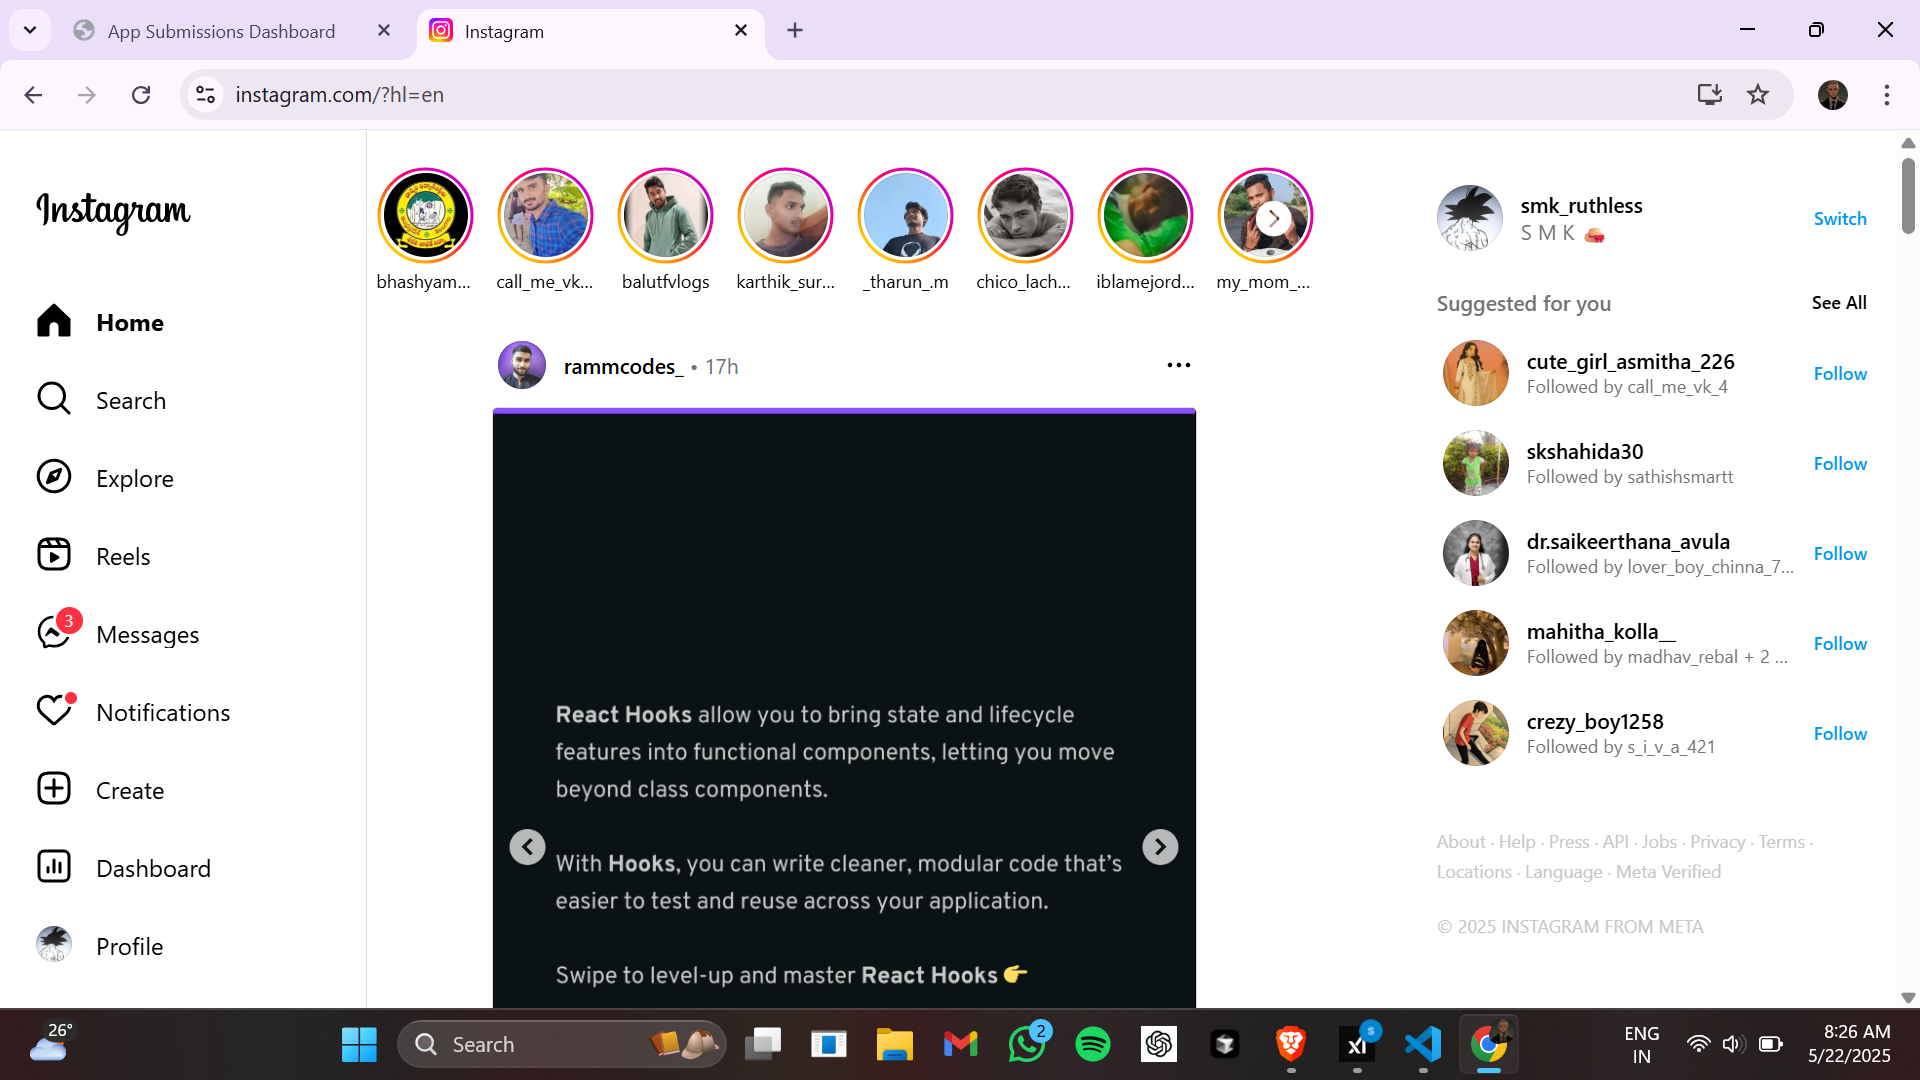 App Submissions Dashboard
Instagram
instagram.com/?hl=en
Instagram
Home
Search
Explore
Reels
3
Messages
Notifications
Create
Dashboard
Profile
bhashyam...
call_me_vk...
balutfvlogs
karthik_sur...
_tharun_.m
chico_lach...
iblamejord...
my_mom_...
rammcodes_ • 17h
React Hooks allow you to bring state and lifecycle
features into functional components, letting you move
beyond class components.
With Hooks, you can write cleaner, modular code that’s
easier to test and reuse across your application.
Swipe to level-up and master React Hooks 👉
smk_ruthless
S M K
Switch
Suggested for you
See All
cute_girl_asmitha_226
Followed by call_me_vk_4
Follow
skshahida30
Followed by sathishsmartt
Follow
dr.saikeerthana_avula
Followed by lover_boy_chinna_7...
Follow
mahitha_kolla__
Followed by madhav_rebal + 2 ...
Follow
crezy_boy1258
Followed by s_i_v_a_421
Follow
About · Help · Press · API · Jobs · Privacy · Terms ·
Locations · Language · Meta Verified
© 2025 INSTAGRAM FROM META
26°
Search
2
ENG
IN
8:26 AM
5/22/2025